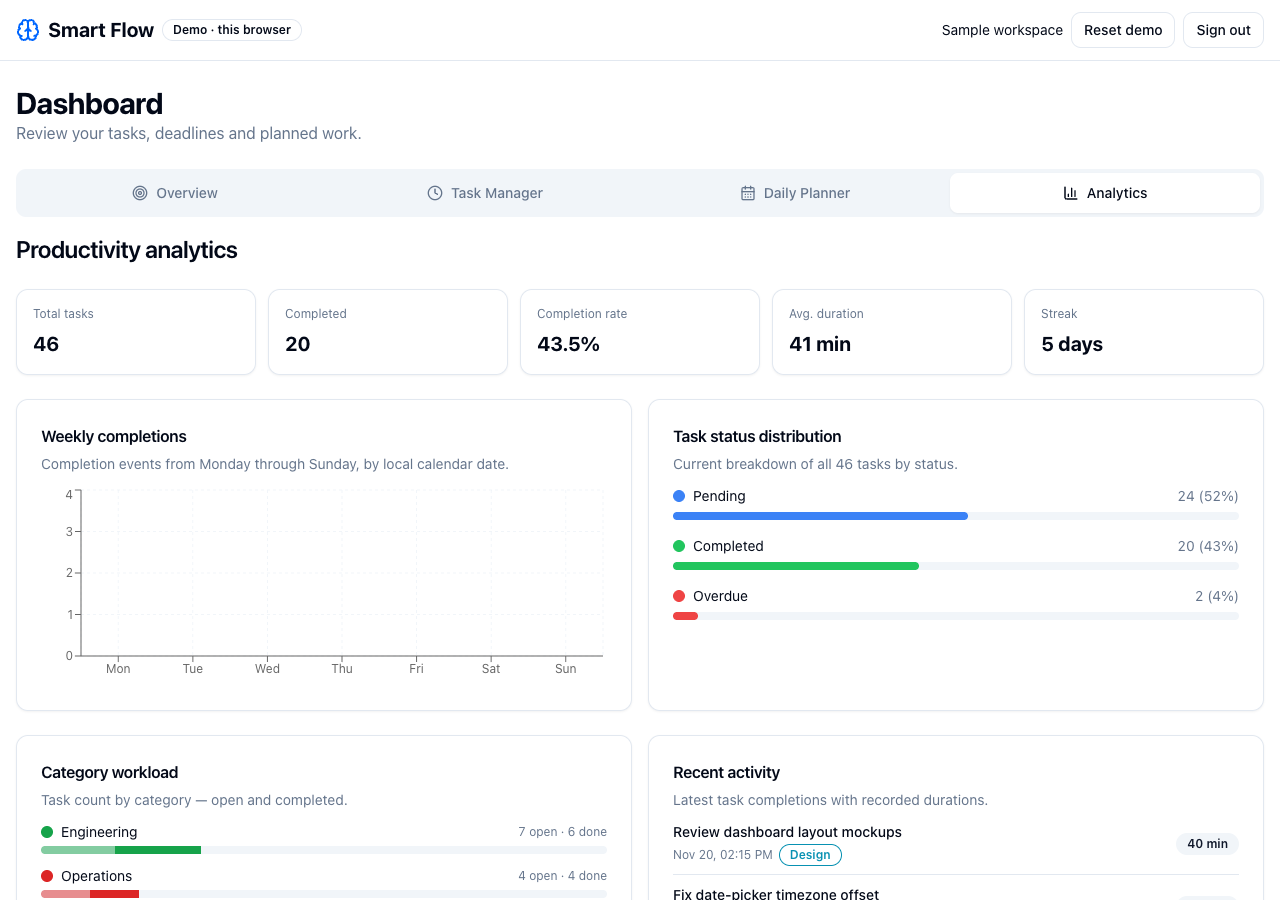 Smart Flow
Demo · this browser
Sample workspace
Reset demo
Sign out
Dashboard
Review your tasks, deadlines and planned work.
Overview
Task Manager
Daily Planner
Analytics
Productivity analytics
Total tasks
46
Completed
20
Completion rate
43.5%
Avg. duration
41 min
Streak
5 days
Weekly completions
Completion events from Monday through Sunday, by local calendar date.
4
3
2
1
0
Mon Tue Wed Thu Fri Sat Sun
Task status distribution
Current breakdown of all 46 tasks by status.
Pending 24 (52%)
Completed 20 (43%)
Overdue 2 (4%)
Category workload
Task count by category — open and completed.
Engineering 7 open · 6 done
Operations 4 open · 4 done
Recent activity
Latest task completions with recorded durations.
Review dashboard layout mockups
Nov 20, 02:15 PM Design
40 min
Fix date-picker timezone offset